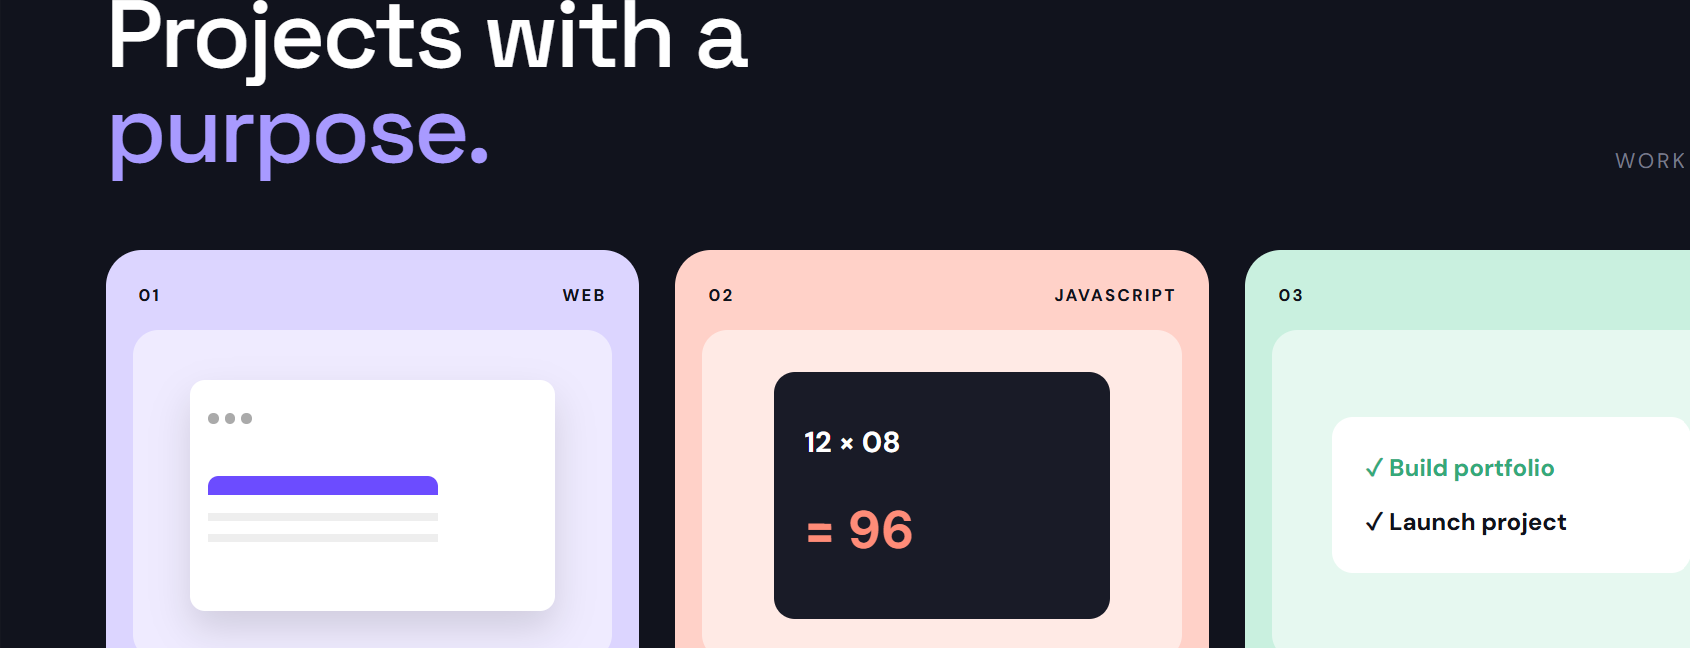 Projects with a
purpose.
WORK
01
WEB
02
JAVASCRIPT
03
12 × 08
= 96
✓ Build portfolio
✓ Launch project